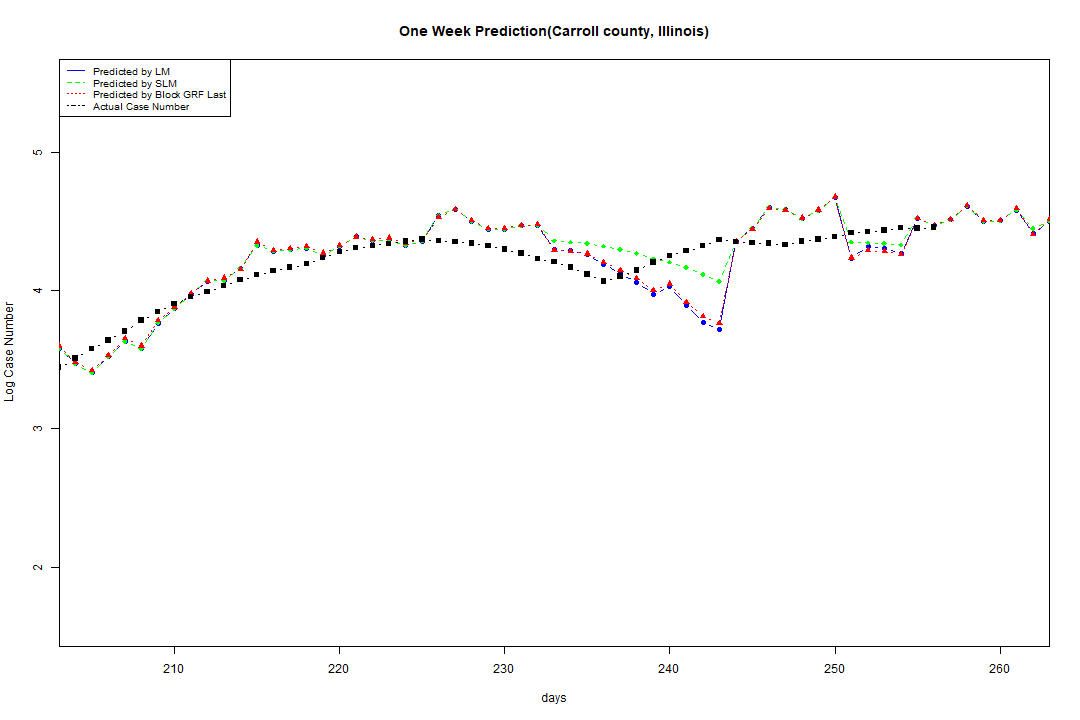 One Week Prediction(Carroll county, Illinois)
Predicted by LM
Predicted by SLM
Predicted by Block GRF Last
Actual Case Number
5
4
3
2
Log Case Number
210 220 230 240 250 260
days